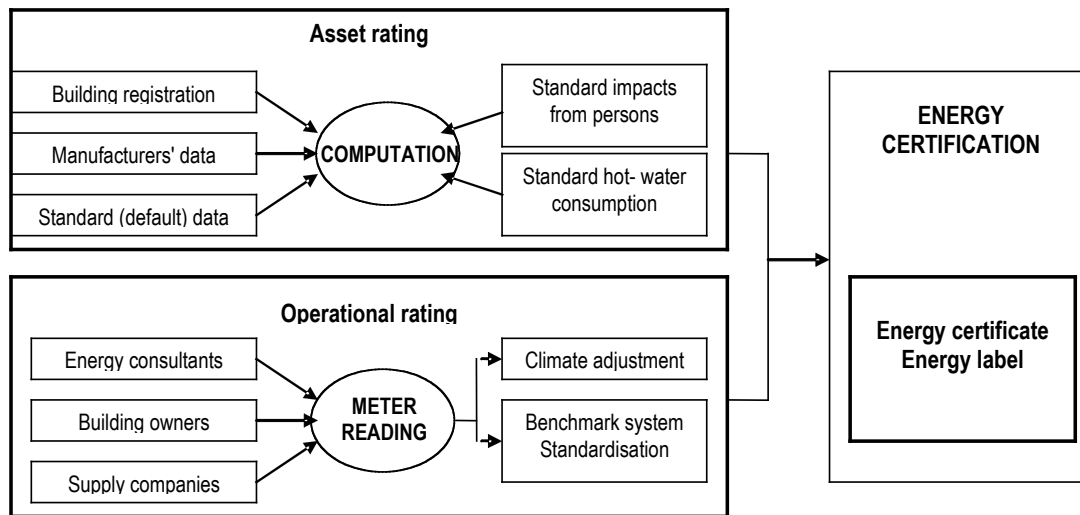 Asset rating
Building registration
Manufacturers' data
Standard (default) data
COMPUTATION
Standard impacts
from persons
Standard hot- water
consumption
Operational rating
Energy consultants
Building owners
Supply companies
METER
READING
Climate adjustment
Benchmark system
Standardisation
ENERGY
CERTIFICATION
Energy certificate
Energy label